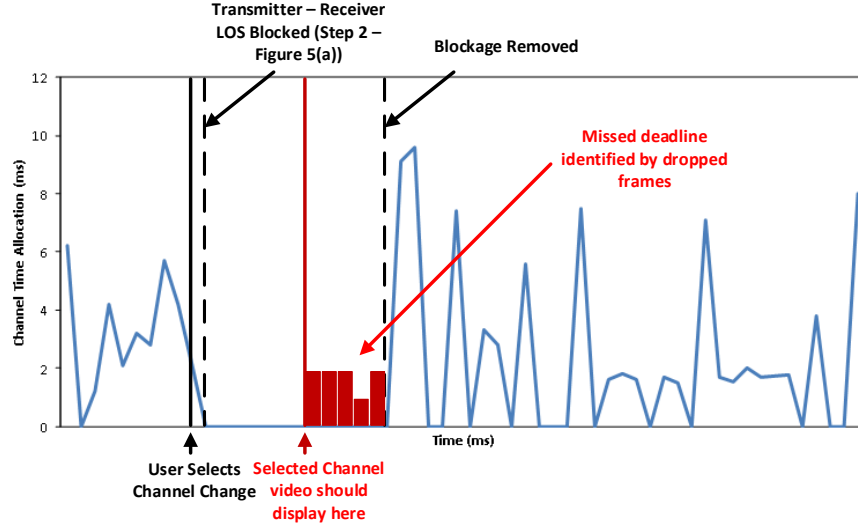 Transmitter – Receiver
LOS Blocked (Step 2 –
Figure 5(a))
Blockage Removed
12
10
8
6
4
2
0
Channel Time Allocation (ms)
Missed deadline
identified by dropped
frames
Time (ms)
User Selects
Channel Change
Selected Channel
video should
display here